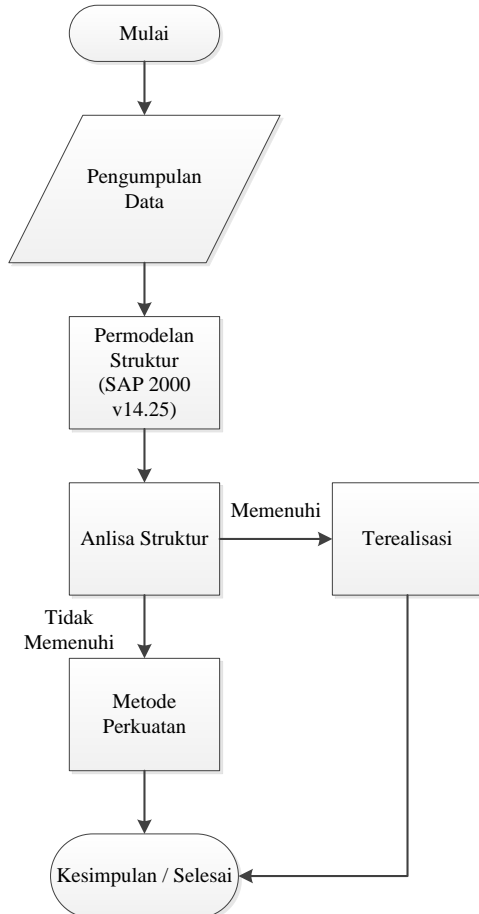 Mulai
Pengumpulan
Data
Permodelan
Struktur
(SAP 2000
v14.25)
Anlisa Struktur
Memenuhi
Terealisasi
Tidak
Memenuhi
Metode
Perkuatan
Kesimpulan / Selesai